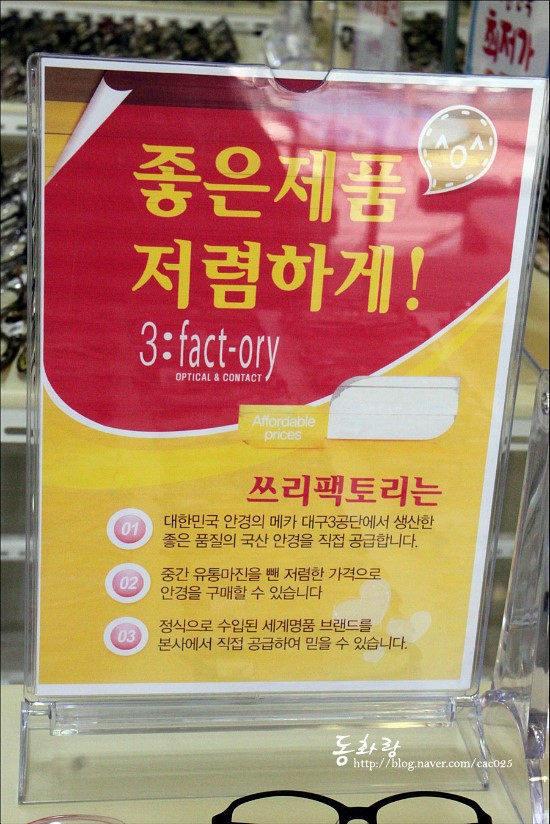 최저가
좋은제품
저렴하게!
3:fact-ory
OPTICAL & CONTACT
Affordable
prices
쓰리팩토리는
01 대한민국 안경의 메카 대구3공단에서 생산한
좋은 품질의 국산 안경을 직접 공급합니다.
02 중간 유통마진을 뺀 저렴한 가격으로
안경을 구매할 수 있습니다
03 정식으로 수입된 세계명품 브랜드를
본사에서 직접 공급하여 믿을 수 있습니다.
동화랑
http://blog.naver.com/cac025